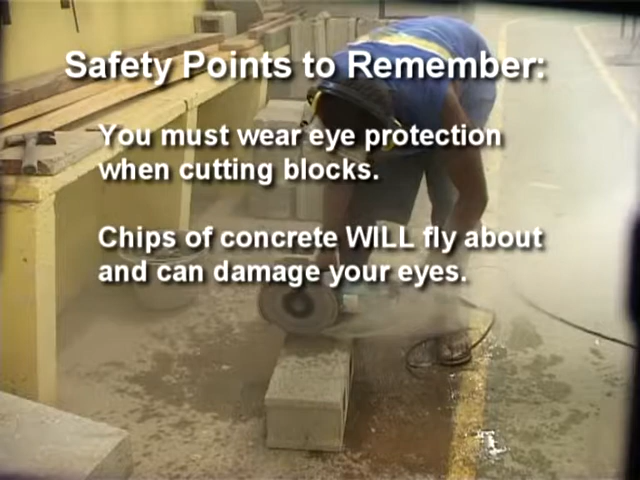 Safety Points to Remember:
You must wear eye protection
when cutting blocks.
Chips of concrete WILL fly about
and can damage your eyes.